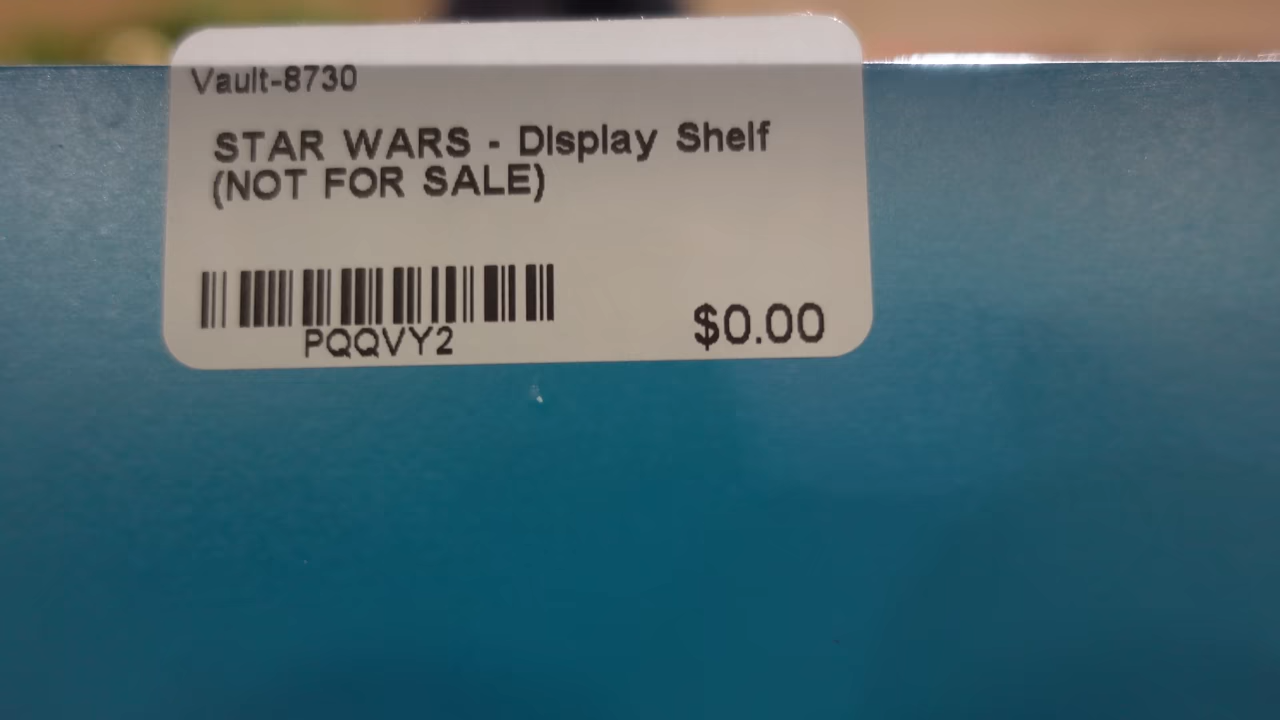 Vault-8730
STAR WARS - Display Shelf
(NOT FOR SALE)
PQQVY2
$0.00